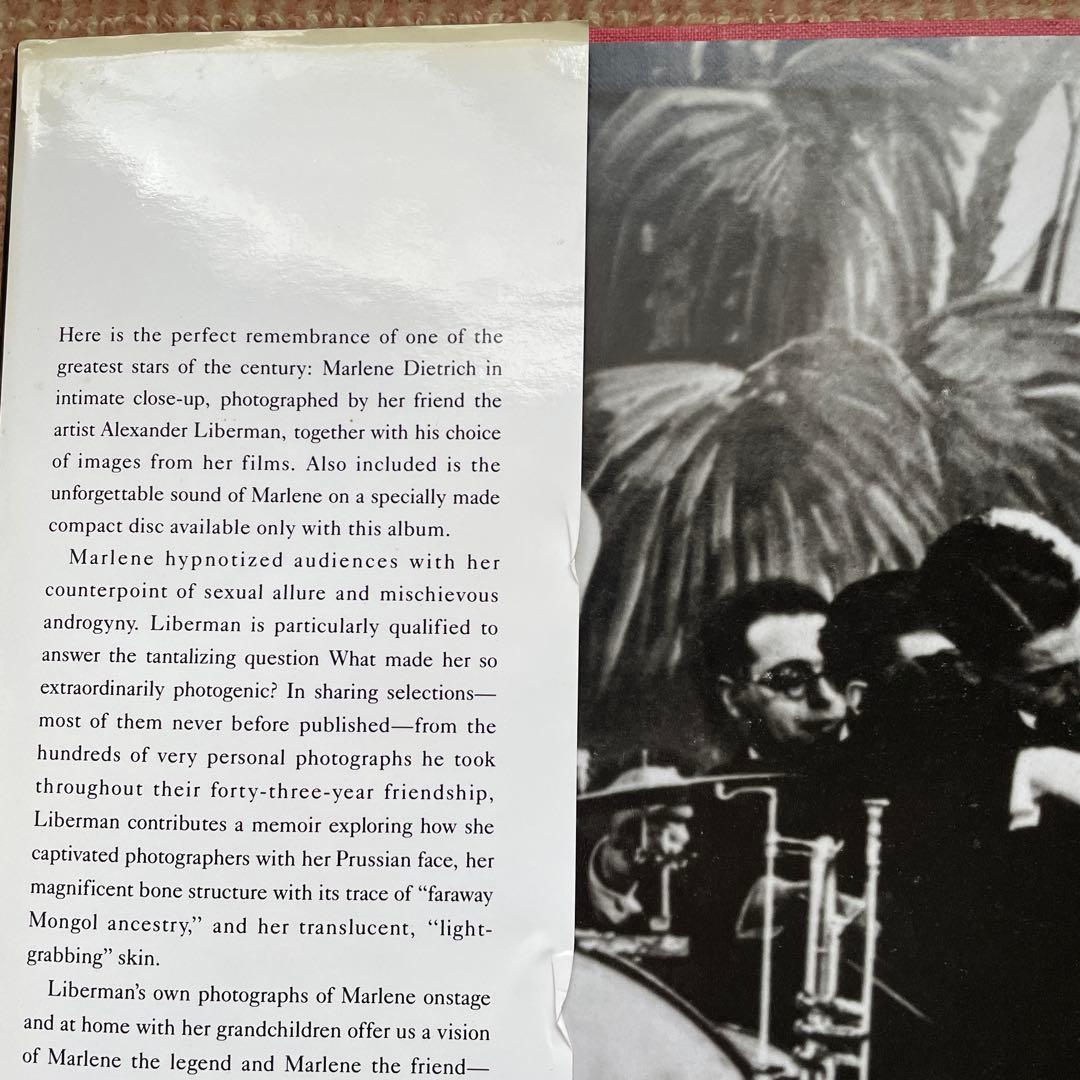 Here is the perfect remembrance of one of the
greatest stars of the century: Marlene Dietrich in
intimate close-up, photographed by her friend the
artist Alexander Liberman, together with his choice
of images from her films. Also included is the
unforgettable sound of Marlene on a specially made
compact disc available only with this album.
Marlene hypnotized audiences with her
counterpoint of sexual allure and mischievous
androgyny. Liberman is particularly qualified to
answer the tantalizing question What made her so
extraordinarily photogenic? In sharing selections—
most of them never before published—from the
hundreds of very personal photographs he took
throughout their forty-three-year friendship,
Liberman contributes a memoir exploring how she
captivated photographers with her Prussian face, her
magnificent bone structure with its trace of “faraway
Mongol ancestry,” and her translucent, “light-
grabbing” skin.
Liberman’s own photographs of Marlene onstage
and at home with her grandchildren offer us a vision
of Marlene the legend and Marlene the friend—